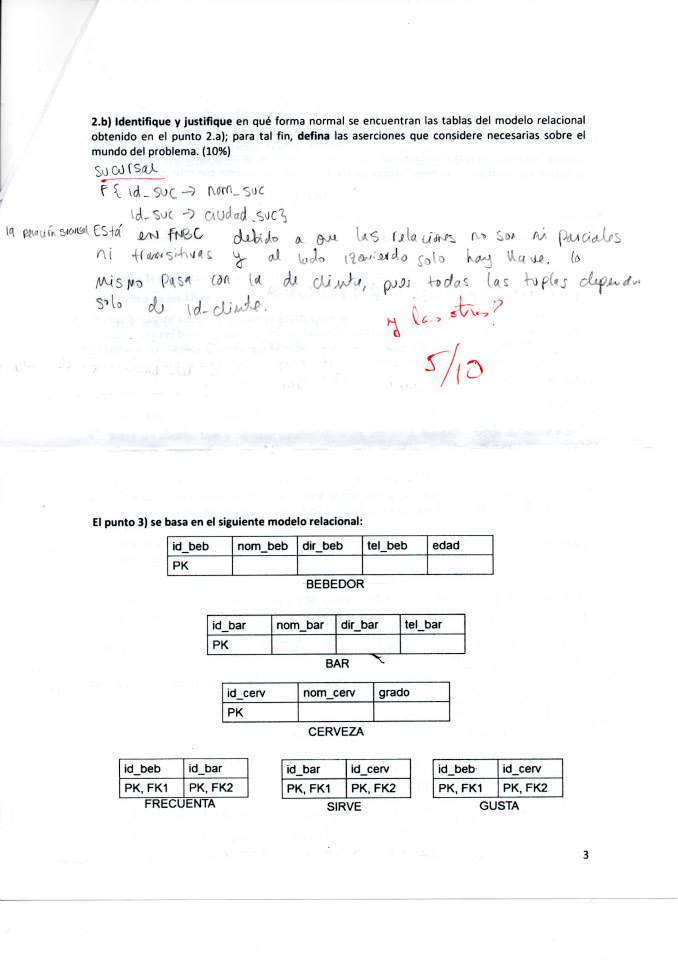 2.b) Identifique y justifique en qué forma normal se encuentran las tablas del modelo relacional
obtenido en el punto 2.a); para tal fin, defina las aserciones que considere necesarias sobre el
mundo del problema. (10%)
Sucursal
F { id_suc → nom_suc
id_suc → ciudad_suc}
la relación sucursal Está en FNBC debido a que las relaciones no son ni parciales
ni transitivas y al lado izquierdo solo hay llave. lo
mismo pasa con la de cliente, pues todas las tuplas dependen
solo de id_cliente.
y las otras?
5/10
El punto 3) se basa en el siguiente modelo relacional:
id_beb nom_beb dir_beb tel_beb edad
PK
BEBEDOR
id_bar nom_bar dir_bar tel_bar
PK
BAR
id_cerv nom_cerv grado
PK
CERVEZA
id_beb id_bar
PK, FK1 PK, FK2
FRECUENTA
id_bar id_cerv
PK, FK1 PK, FK2
SIRVE
id_beb id_cerv
PK, FK1 PK, FK2
GUSTA
3